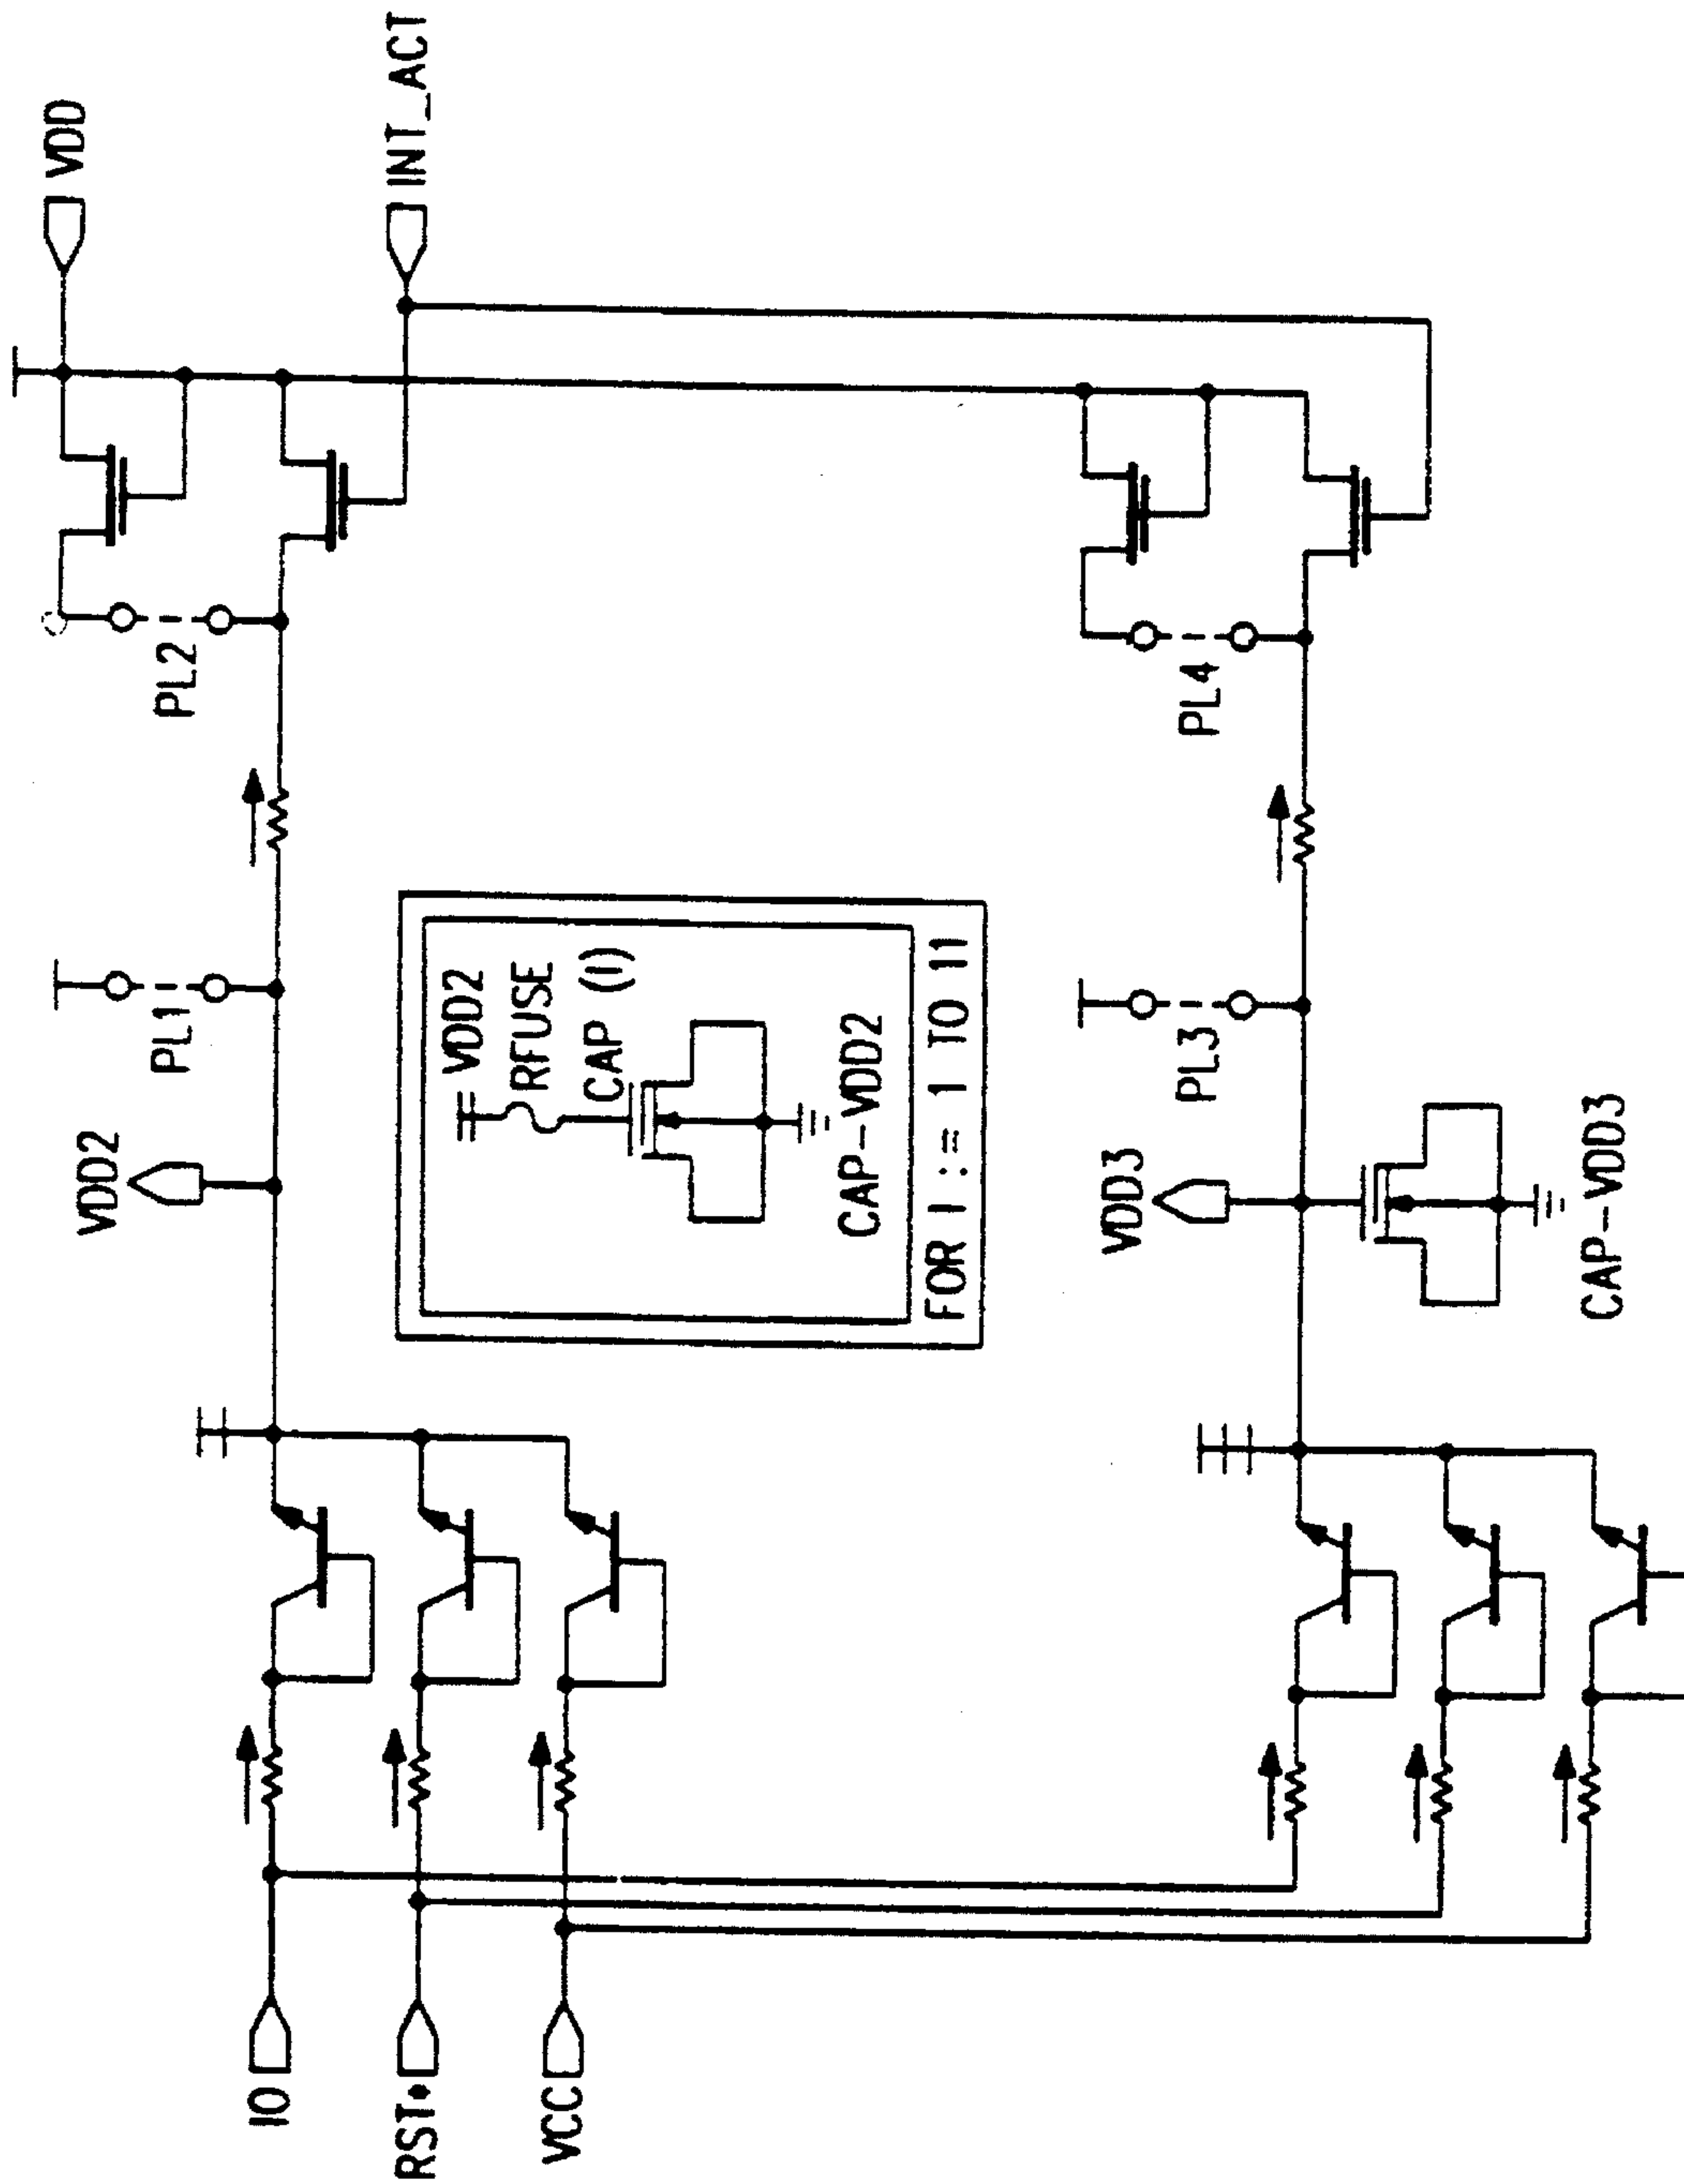 VDD
INT_ACT
PL2
PL4
PL1
PL3
VDD2
VDD3
VDD2
RFUSE
CAP (I)
CAP-VDD2
FOR I := 1 TO 11
CAP-VDD3
IO
RST*
VCC